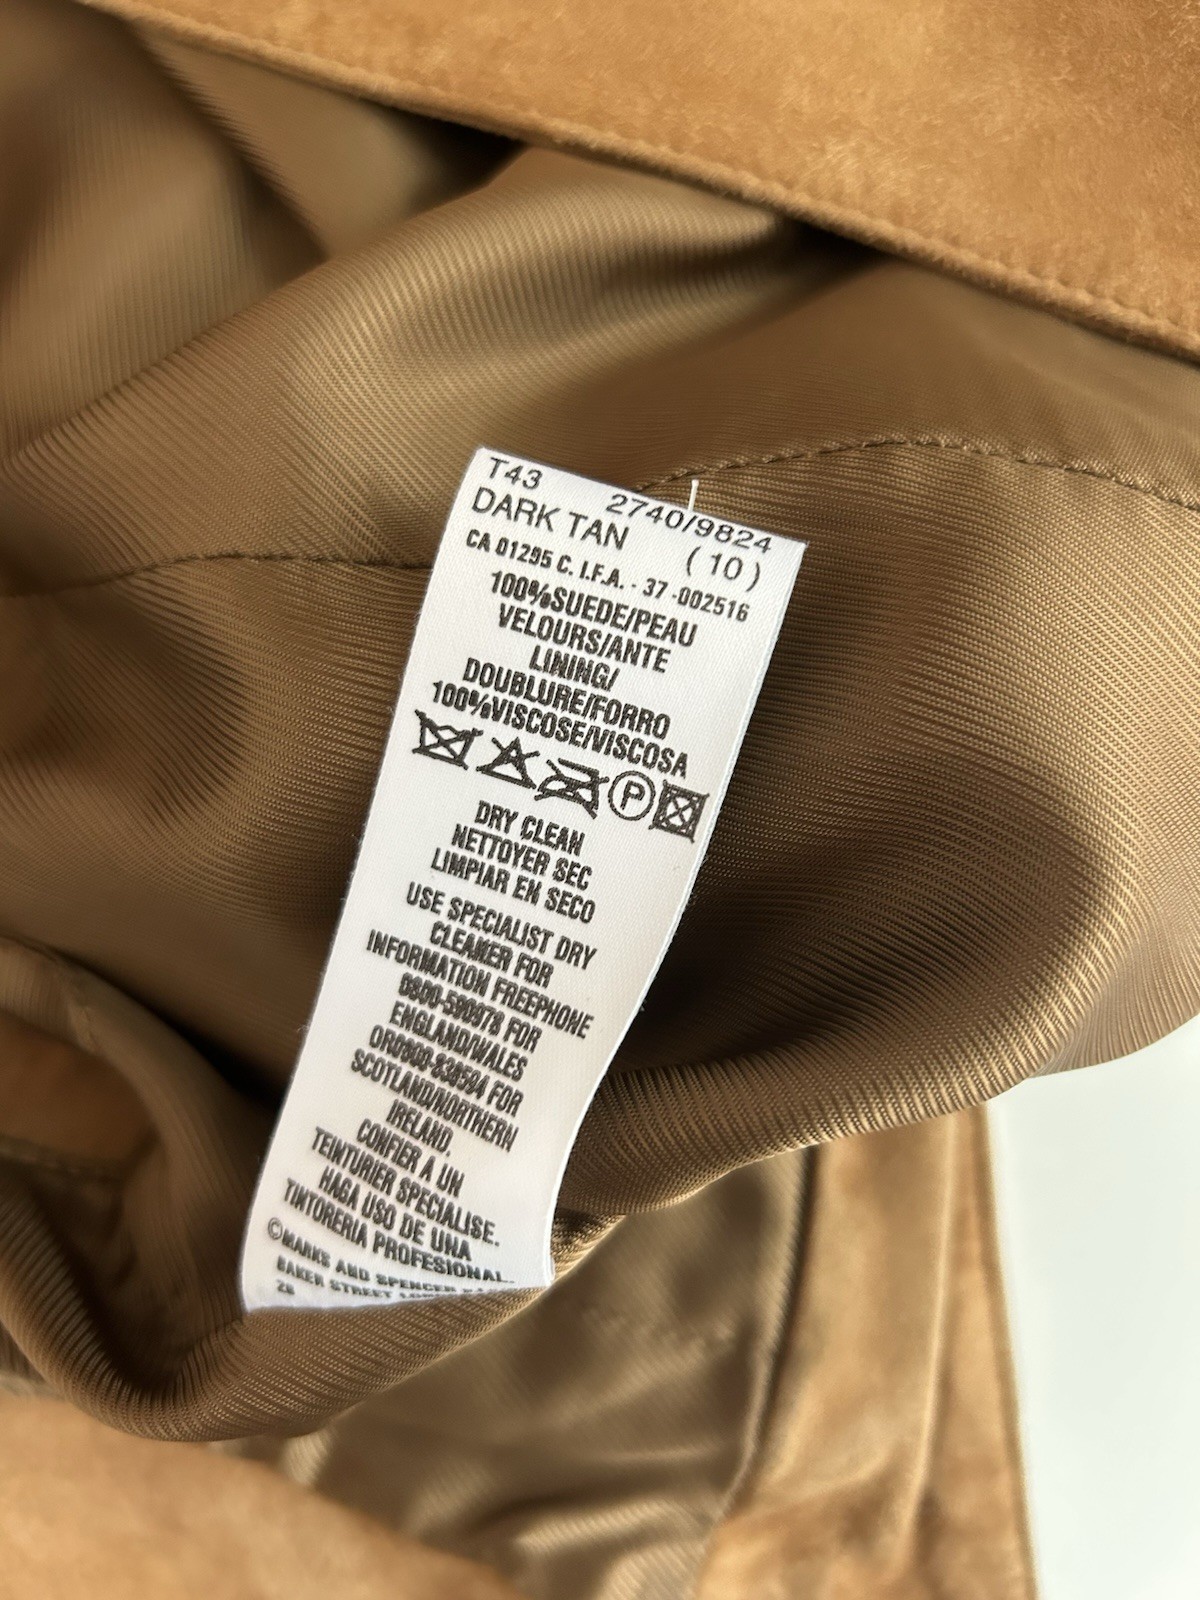 T43 2740/9824
DARK TAN (10)
CA 01295 C. I.F.A. - 37 -002516
100%SUEDE/PEAU
VELOURS/ANTE
LINING/
DOUBLURE/FORRO
100%VISCOSE/VISCOSA
P
DRY CLEAN
NETTOYER SEC
LIMPIAR EN SECO
USE SPECIALIST DRY
CLEANER FOR
INFORMATION FREEPHONE
0800-590978 FOR
ENGLAND/WALES
OR0900-838594 FOR
SCOTLAND/NORTHERN
IRELAND.
CONFIER A UN
TEINTURIER SPECIALISE.
HAGA USO DE UNA
TINTORERIA PROFESIONAL.
©MARKS AND SPENCER
BAKER STREET